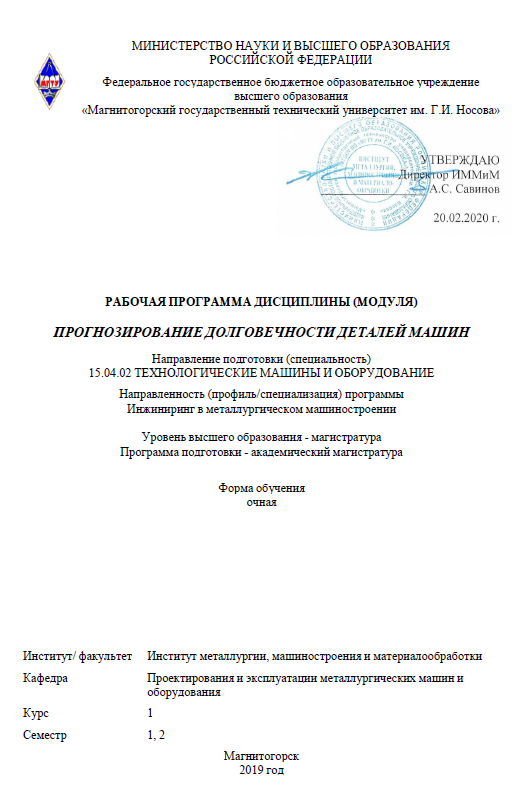 МИНИСТЕРСТВО НАУКИ И ВЫСШЕГО ОБРАЗОВАНИЯ
РОССИЙСКОЙ ФЕДЕРАЦИИ
Федеральное государственное бюджетное образовательное учреждение
высшего образования
«Магнитогорский государственный технический университет им. Г.И. Носова»
УТВЕРЖДАЮ
Директор ИММиМ
А.С. Савинов
20.02.2020 г.
РАБОЧАЯ ПРОГРАММА ДИСЦИПЛИНЫ (МОДУЛЯ)
ПРОГНОЗИРОВАНИЕ ДОЛГОВЕЧНОСТИ ДЕТАЛЕЙ МАШИН
Направление подготовки (специальность)
15.04.02 ТЕХНОЛОГИЧЕСКИЕ МАШИНЫ И ОБОРУДОВАНИЕ
Направленность (профиль/специализация) программы
Инжиниринг в металлургическом машиностроении
Уровень высшего образования - магистратура
Программа подготовки - академический магистратура
Форма обучения
очная
Институт/ факультет Институт металлургии, машиностроения и материалообработки
Кафедра Проектирования и эксплуатации металлургических машин и
оборудования
Курс 1
Семестр 1, 2
Магнитогорск
2019 год